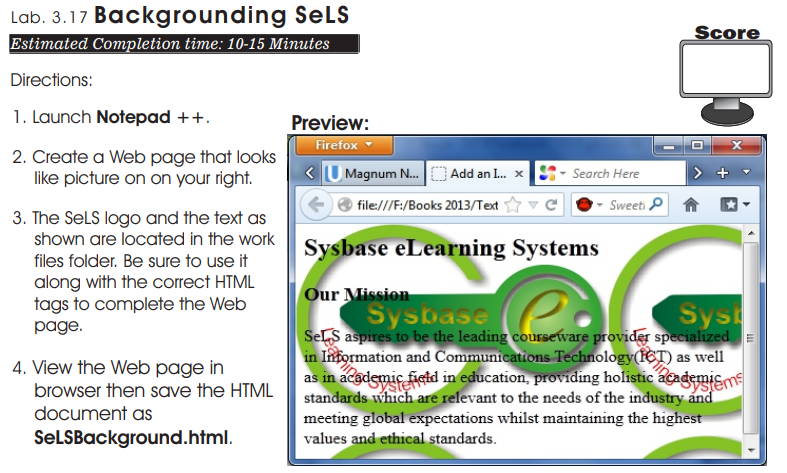 Lab. 3.17 Backgrounding SeLS
Estimated Completion time: 10-15 Minutes
Score
Directions:
1. Launch Notepad ++.
2. Create a Web page that looks
like picture on on your right.
3. The SeLS logo and the text as
shown are located in the work
files folder. Be sure to use it
along with the correct HTML
tags to complete the Web
page.
4. View the Web page in
browser then save the HTML
document as
SeLSBackground.html.
Preview:
Firefox
Magnum N... Add an I... × Search Here
file:///F:/Books 2013/Text Sweeti
Sysbase eLearning Systems
Our Mission
Sysbase e Sysb
SeLS aspires to be the leading courseware provider specialized
in Information and Communications Technology(ICT) as well
as in academic field in education, providing holistic academic
standards which are relevant to the needs of the industry and
meeting global expectations whilst maintaining the highest
values and ethical standards.
Learning Systems Learning Systems